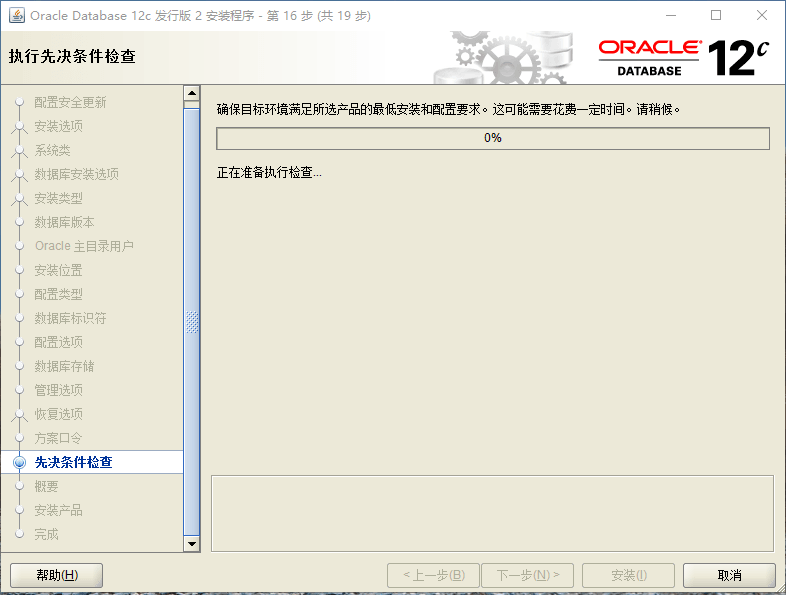 Oracle Database 12c 发行版 2 安装程序 - 第 16 步 (共 19 步)
执行先决条件检查
ORACLE®
DATABASE
12c
配置安全更新
安装选项
系统类
数据库安装选项
安装类型
数据库版本
Oracle 主目录用户
安装位置
配置类型
数据库标识符
配置选项
数据库存储
管理选项
恢复选项
方案口令
先决条件检查
概要
安装产品
完成
确保目标环境满足所选产品的最低安装和配置要求。这可能需要花费一定时间。请稍候。
0%
正在准备执行检查...
帮助(H)
< 上一步(B)
下一步(N) >
安装(I)
取消